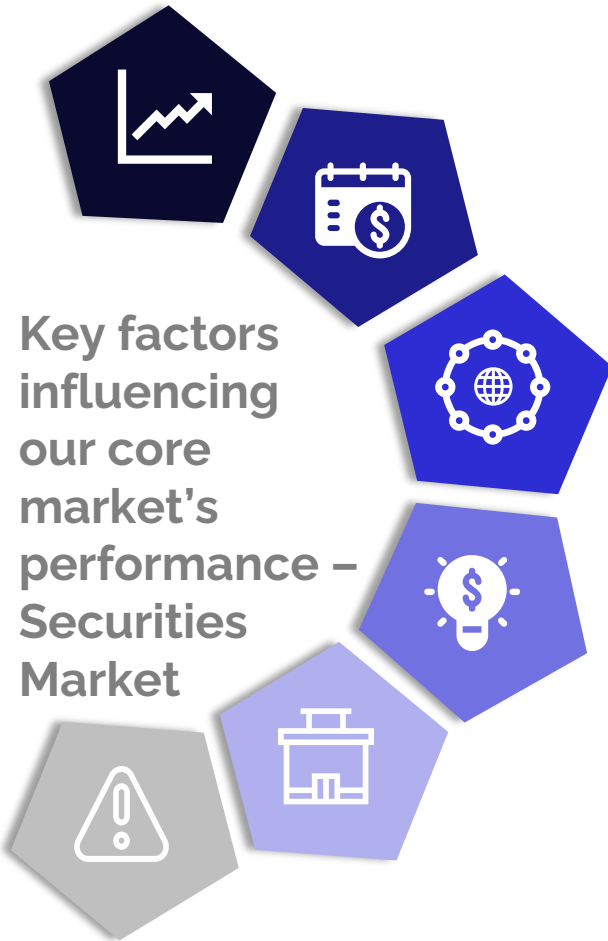 Key factors
influencing
our core
market’s
performance –
Securities
Market